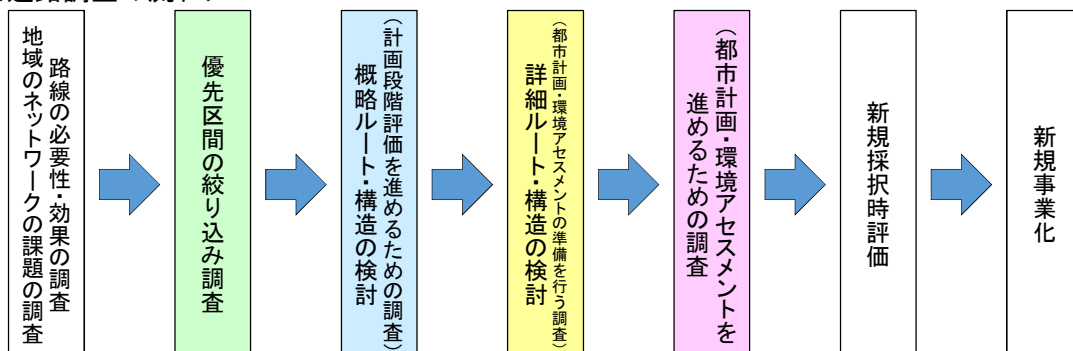 路線の必要性・効果の調査
地域のネットワークの課題の調査
優先区間の絞り込み調査
（計画段階評価を進めるための調査）
概略ルート・構造の検討
（都市計画・環境アセスメントの準備を行う調査）
詳細ルート・構造の検討
（都市計画・環境アセスメントを
進めるための調査
新規採択時評価
新規事業化